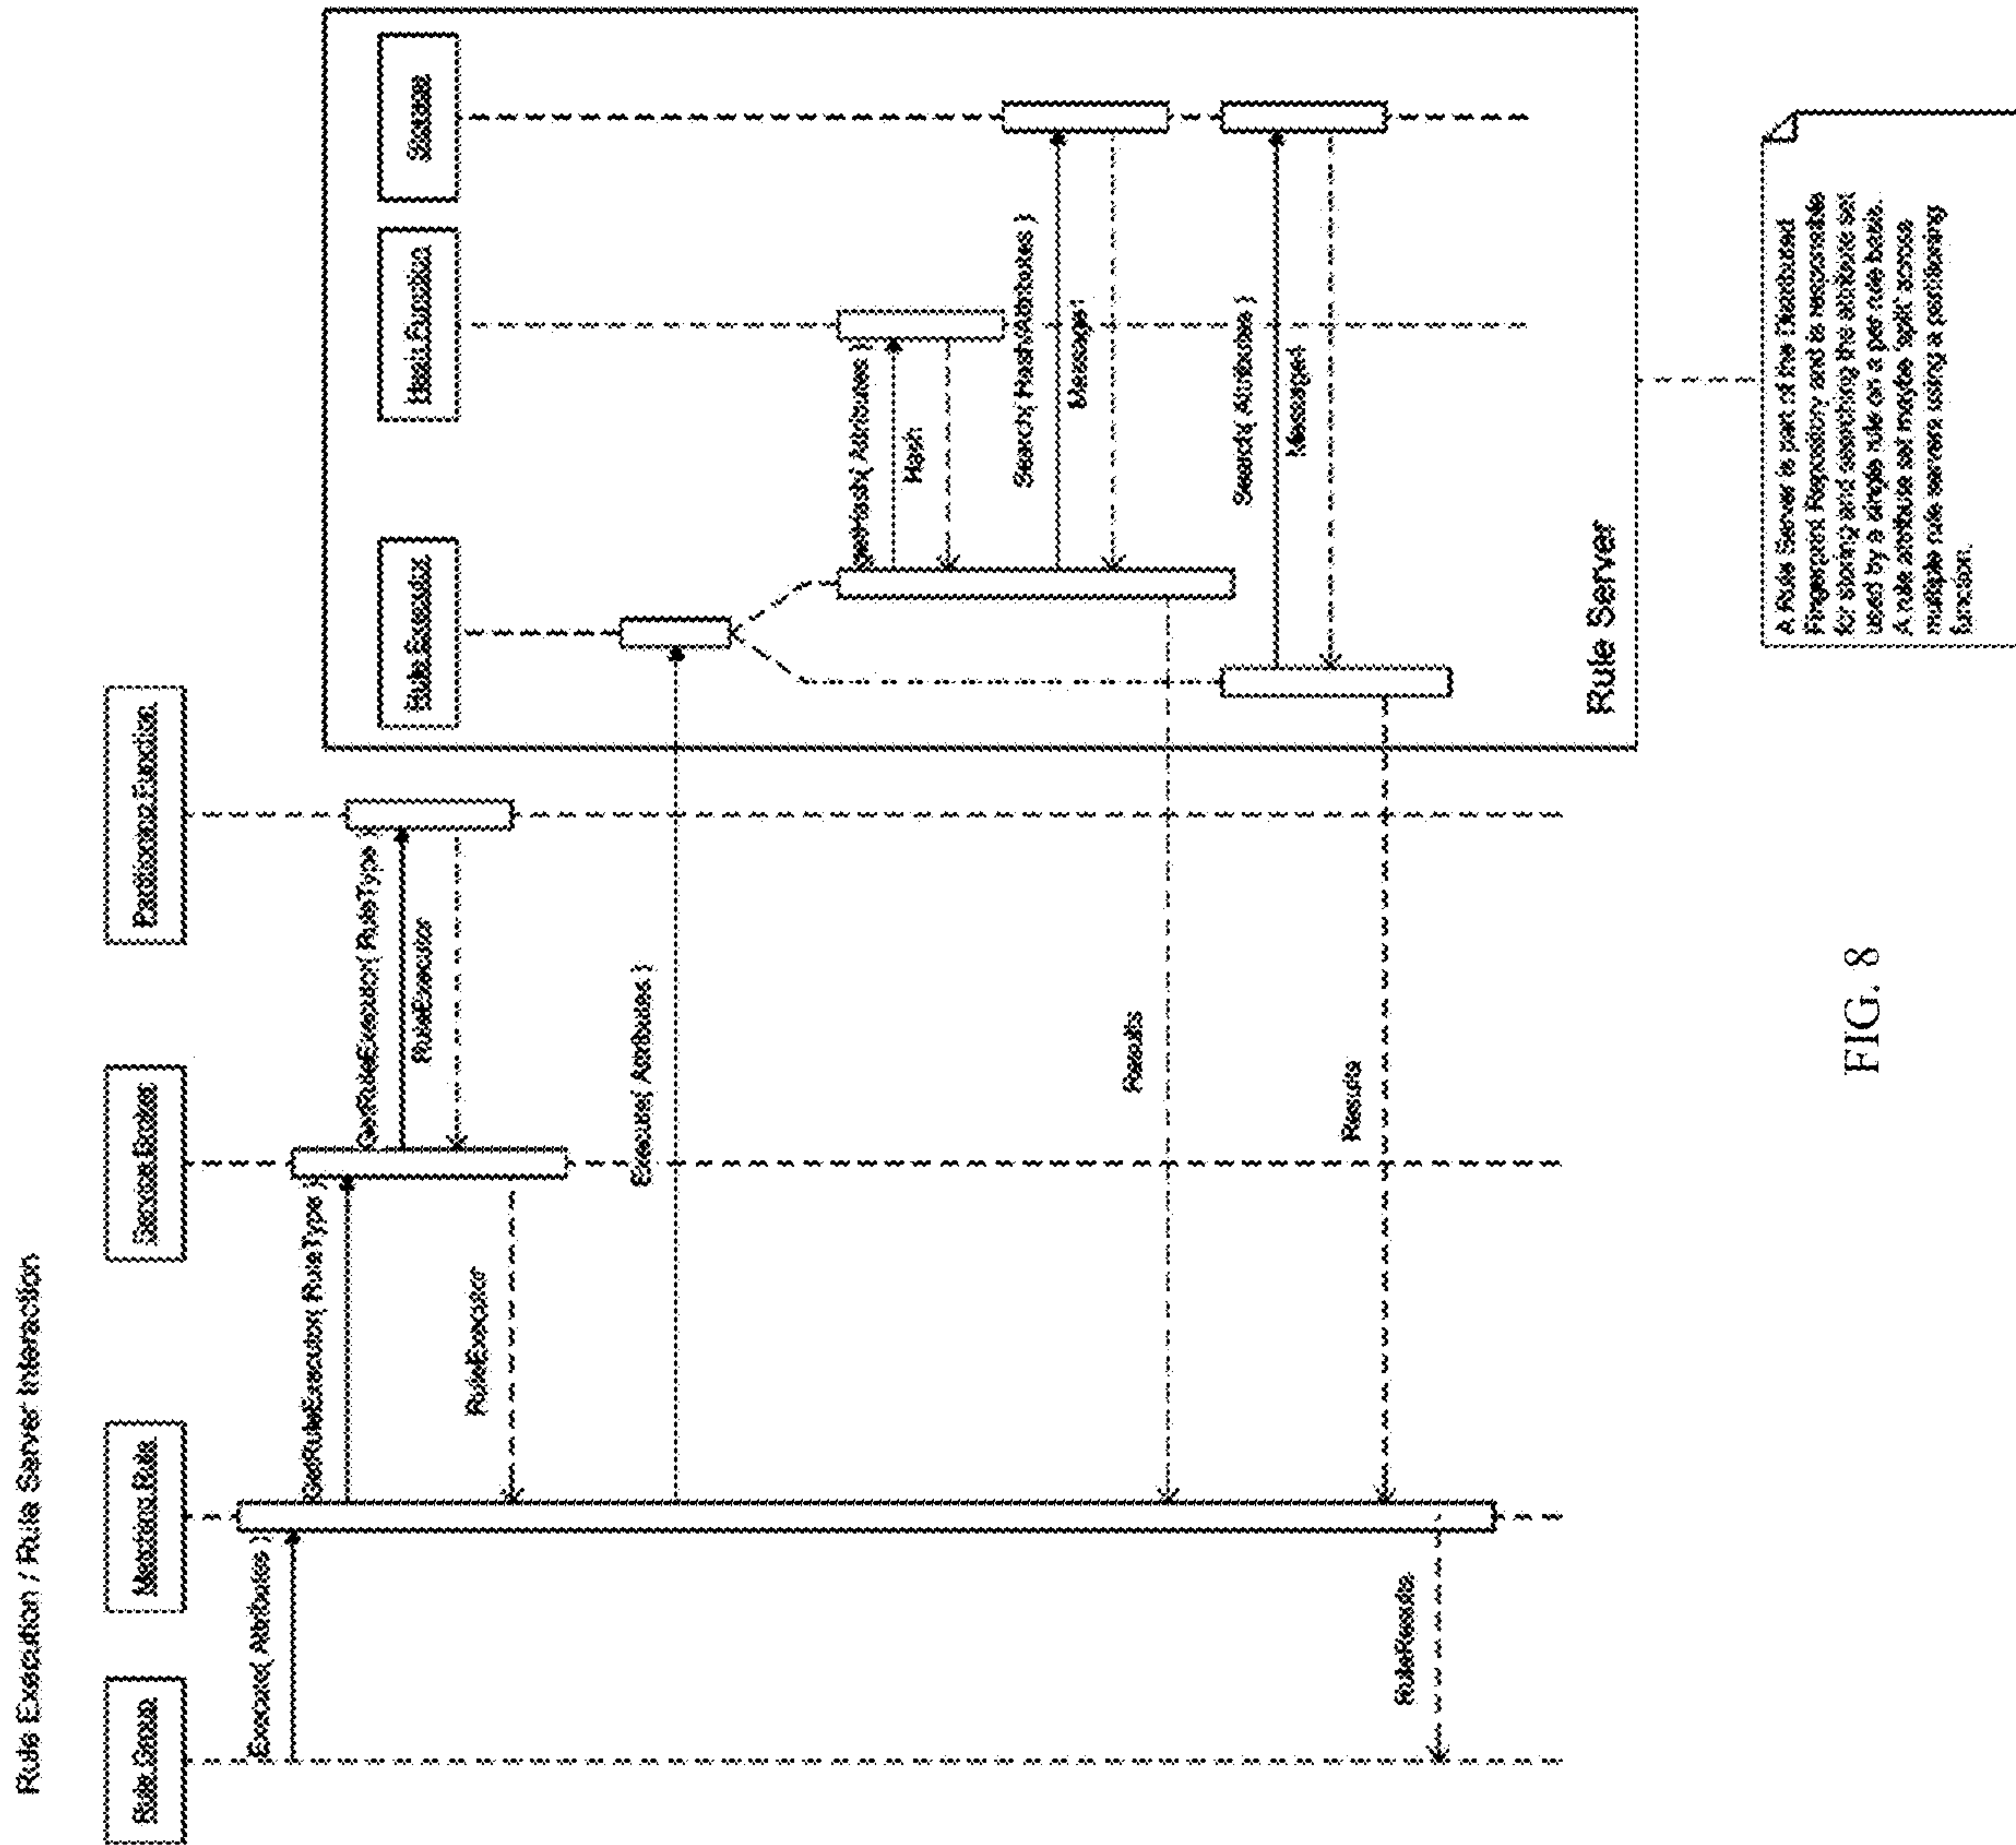 Rule Execution / Rule Server Interaction
Rule Group
Matching Rule
Service Broker
Partitioning Function
Rule Executor
Hash Function
Storage
Execute( Attributes )
GetRuleExecutor( RuleType )
GetRuleExecutor( RuleType )
RuleExecutor
RuleExecutor
Execute( Attributes )
GetHash( Attributes )
Hash
Search( HashAttributes )
Message1
Results
Search( Attributes )
Message1
Results
RuleResults
Rule Server
A Rule Server is part of the Distributed
Fingerprint Repository and is responsible
for storing and searching the attribute set
used by a single rule on a per rule basis.
A rule attribute set maybe 'split' across
multiple rule servers using a partitioning
function.
FIG. 8